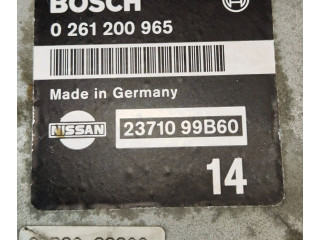 BOSCH
0 261 200 965
Made in Germany
NISSAN
23710 99B60
14